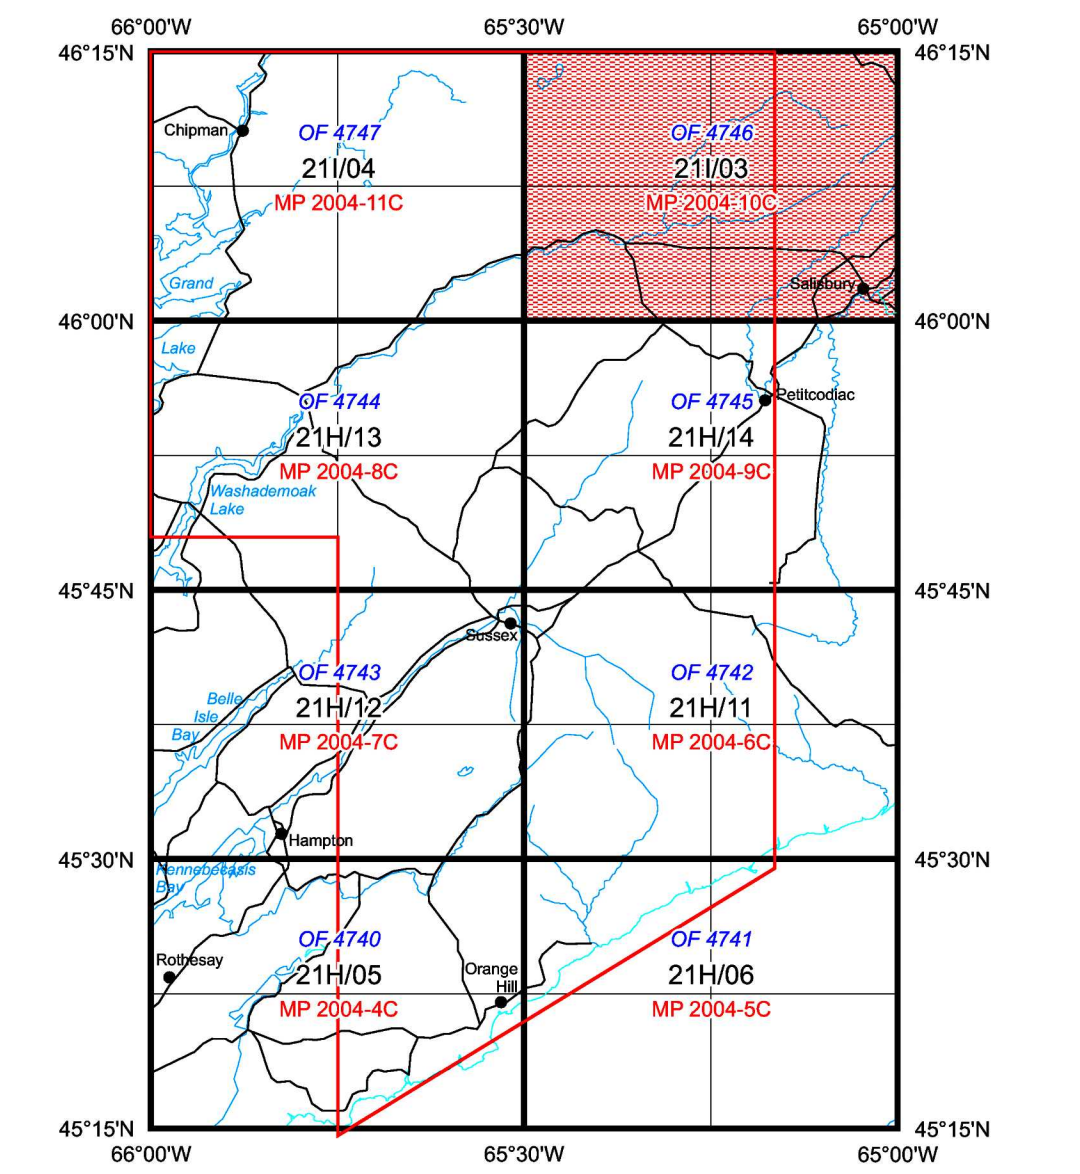 66°00'W 65°30'W 65°00'W
46°15'N 46°15'N
Chipman
OF 4747
21I/04
MP 2004-11C
OF 4746
21I/03
MP 2004-10C
Grand
Salisbury
46°00'N 46°00'N
Lake
OF 4744
21H/13
MP 2004-8C
OF 4745
21H/14
MP 2004-9C
Petitcodiac
Washademoak
Lake
45°45'N 45°45'N
Sussex
OF 4743
21H/12
MP 2004-7C
OF 4742
21H/11
MP 2004-6C
Belle
Isle
Bay
Hampton
45°30'N 45°30'N
Kennebecasis
Bay
OF 4740
21H/05
MP 2004-4C
OF 4741
21H/06
MP 2004-5C
Rothesay
Orange
Hill
45°15'N 45°15'N
66°00'W 65°30'W 65°00'W